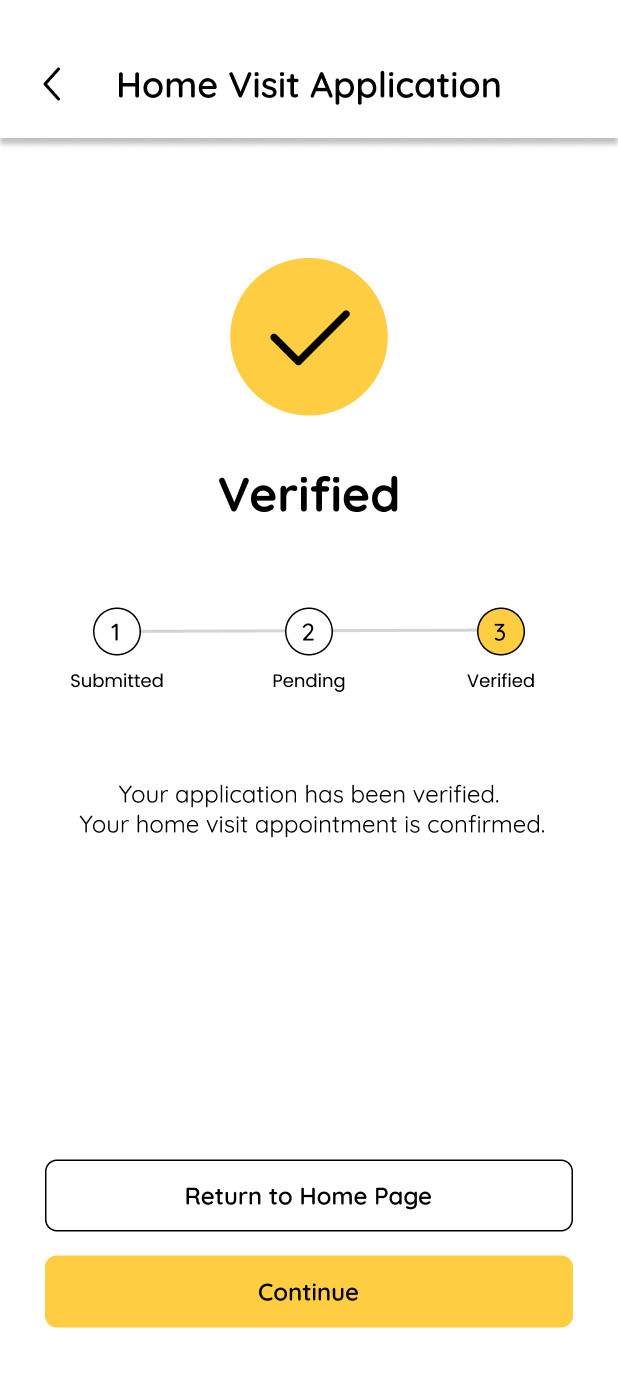 Home Visit Application
Verified
1
2
3
Submitted
Pending
Verified
Your application has been verified.
Your home visit appointment is confirmed.
Return to Home Page
Continue